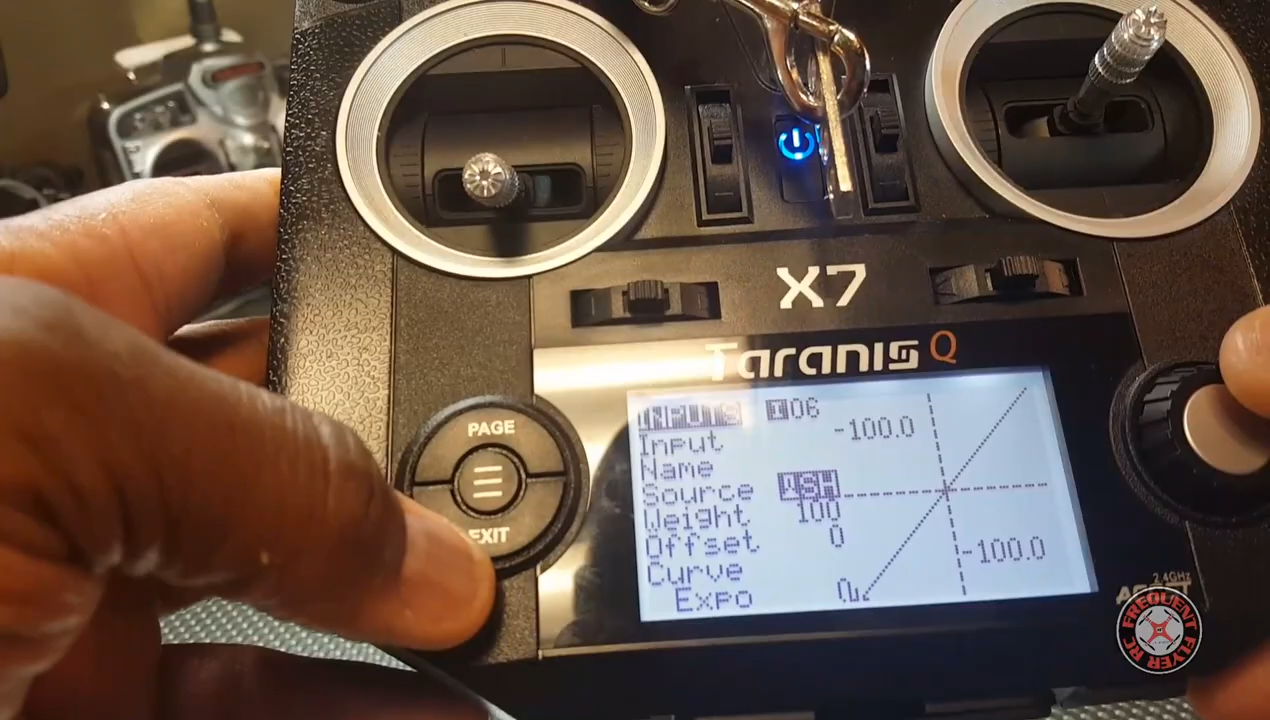 X7
Taranis Q
PAGE
EXIT
INPUTS I06
Input -100.0
Name
Source SH
Weight 100
Offset 0
Curve -100.0
Expo
2.4GHz
FREQUENT FLYER RC